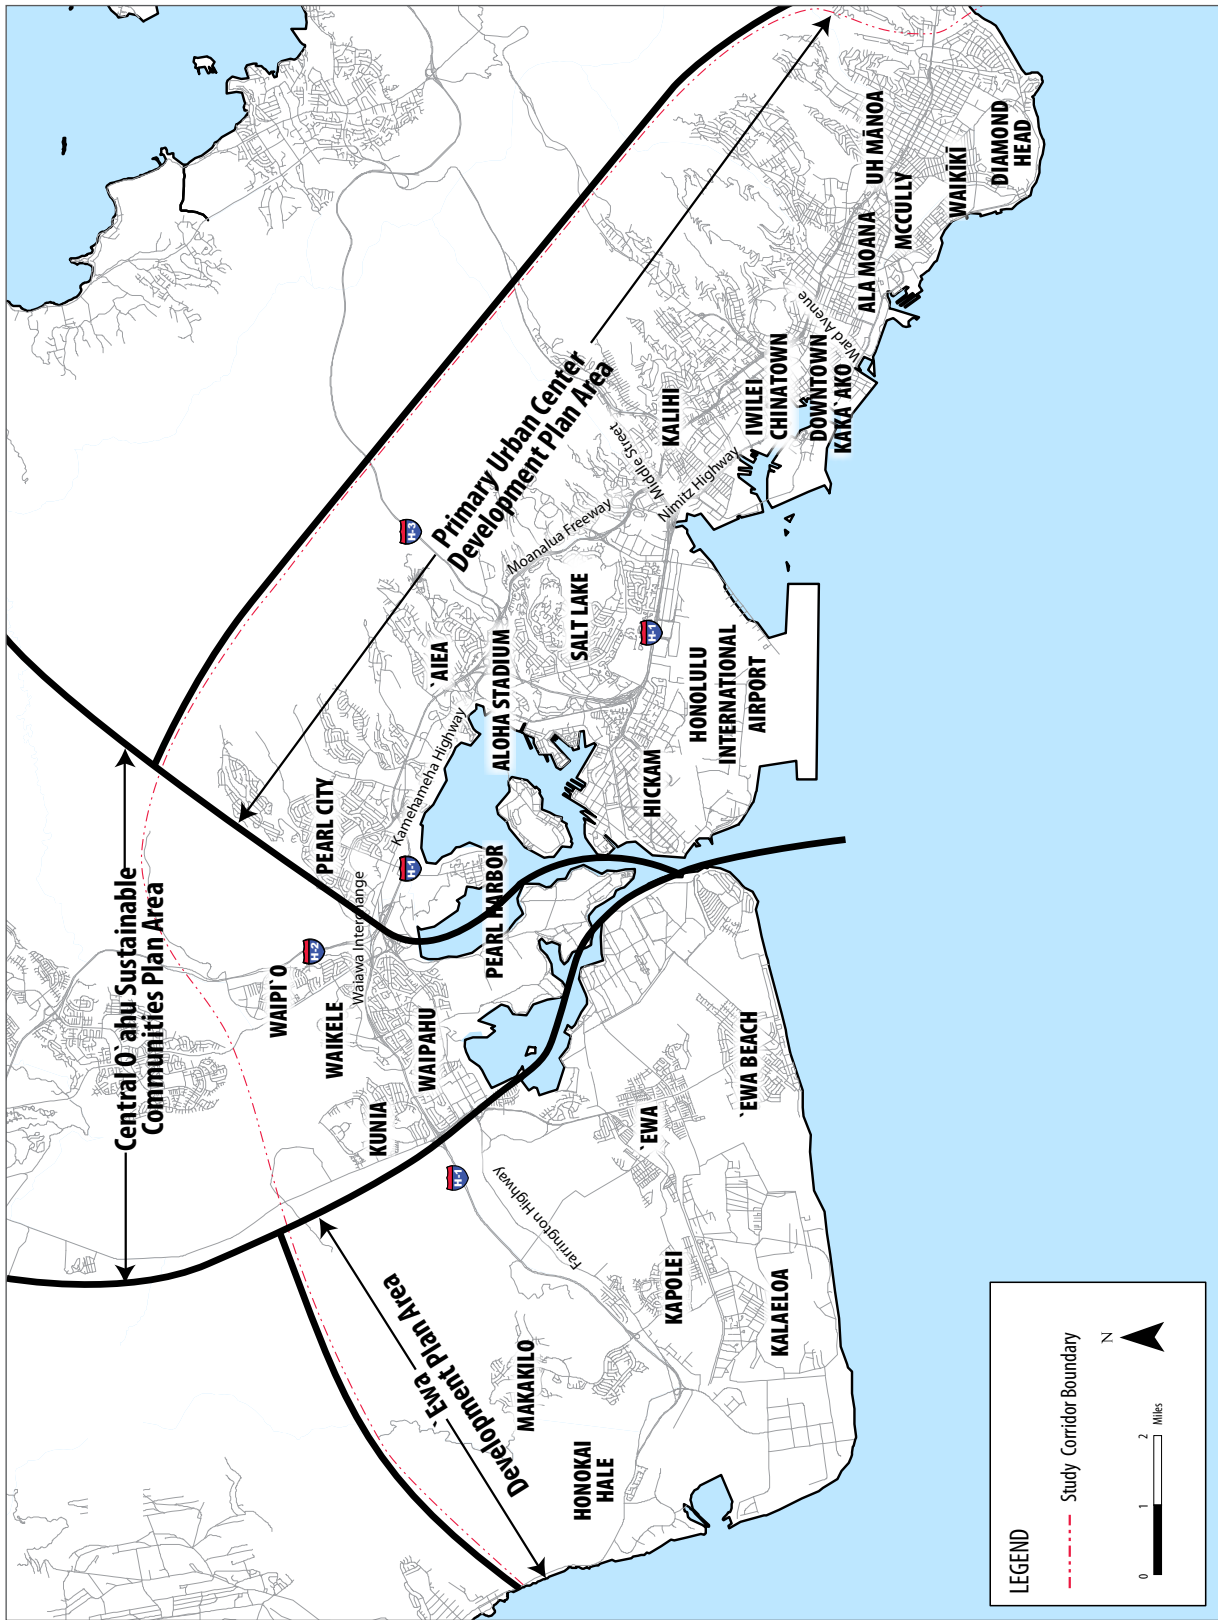 Central O`ahu Sustainable
Communities Plan Area
Primary Urban Center
Development Plan Area
`Ewa
Development Plan Area
HONOKAI
HALE
MAKAKILO
KAPOLEI
KALAELOA
Farrington Highway
H-1
KUNIA
`EWA
`EWA BEACH
WAIPAHU
WAIKELE
WAIPI`O
H-2
Waiawa Interchange
PEARL HARBOR
PEARL CITY
H-1
Kamehameha Highway
`AIEA
ALOHA STADIUM
HICKAM
HONOLULU
INTERNATIONAL
AIRPORT
SALT LAKE
H-1
H-3
Moanalua Freeway
Middle Street
Nimitz Highway
KALIHI
IWILEI
CHINATOWN
DOWNTOWN
KAKA`AKO
Ward Avenue
ALA MOANA
MCCULLY
UH MĀNOA
WAIKĪKĪ
DIAMOND
HEAD
LEGEND
Study Corridor Boundary
0 1 2
Miles
N